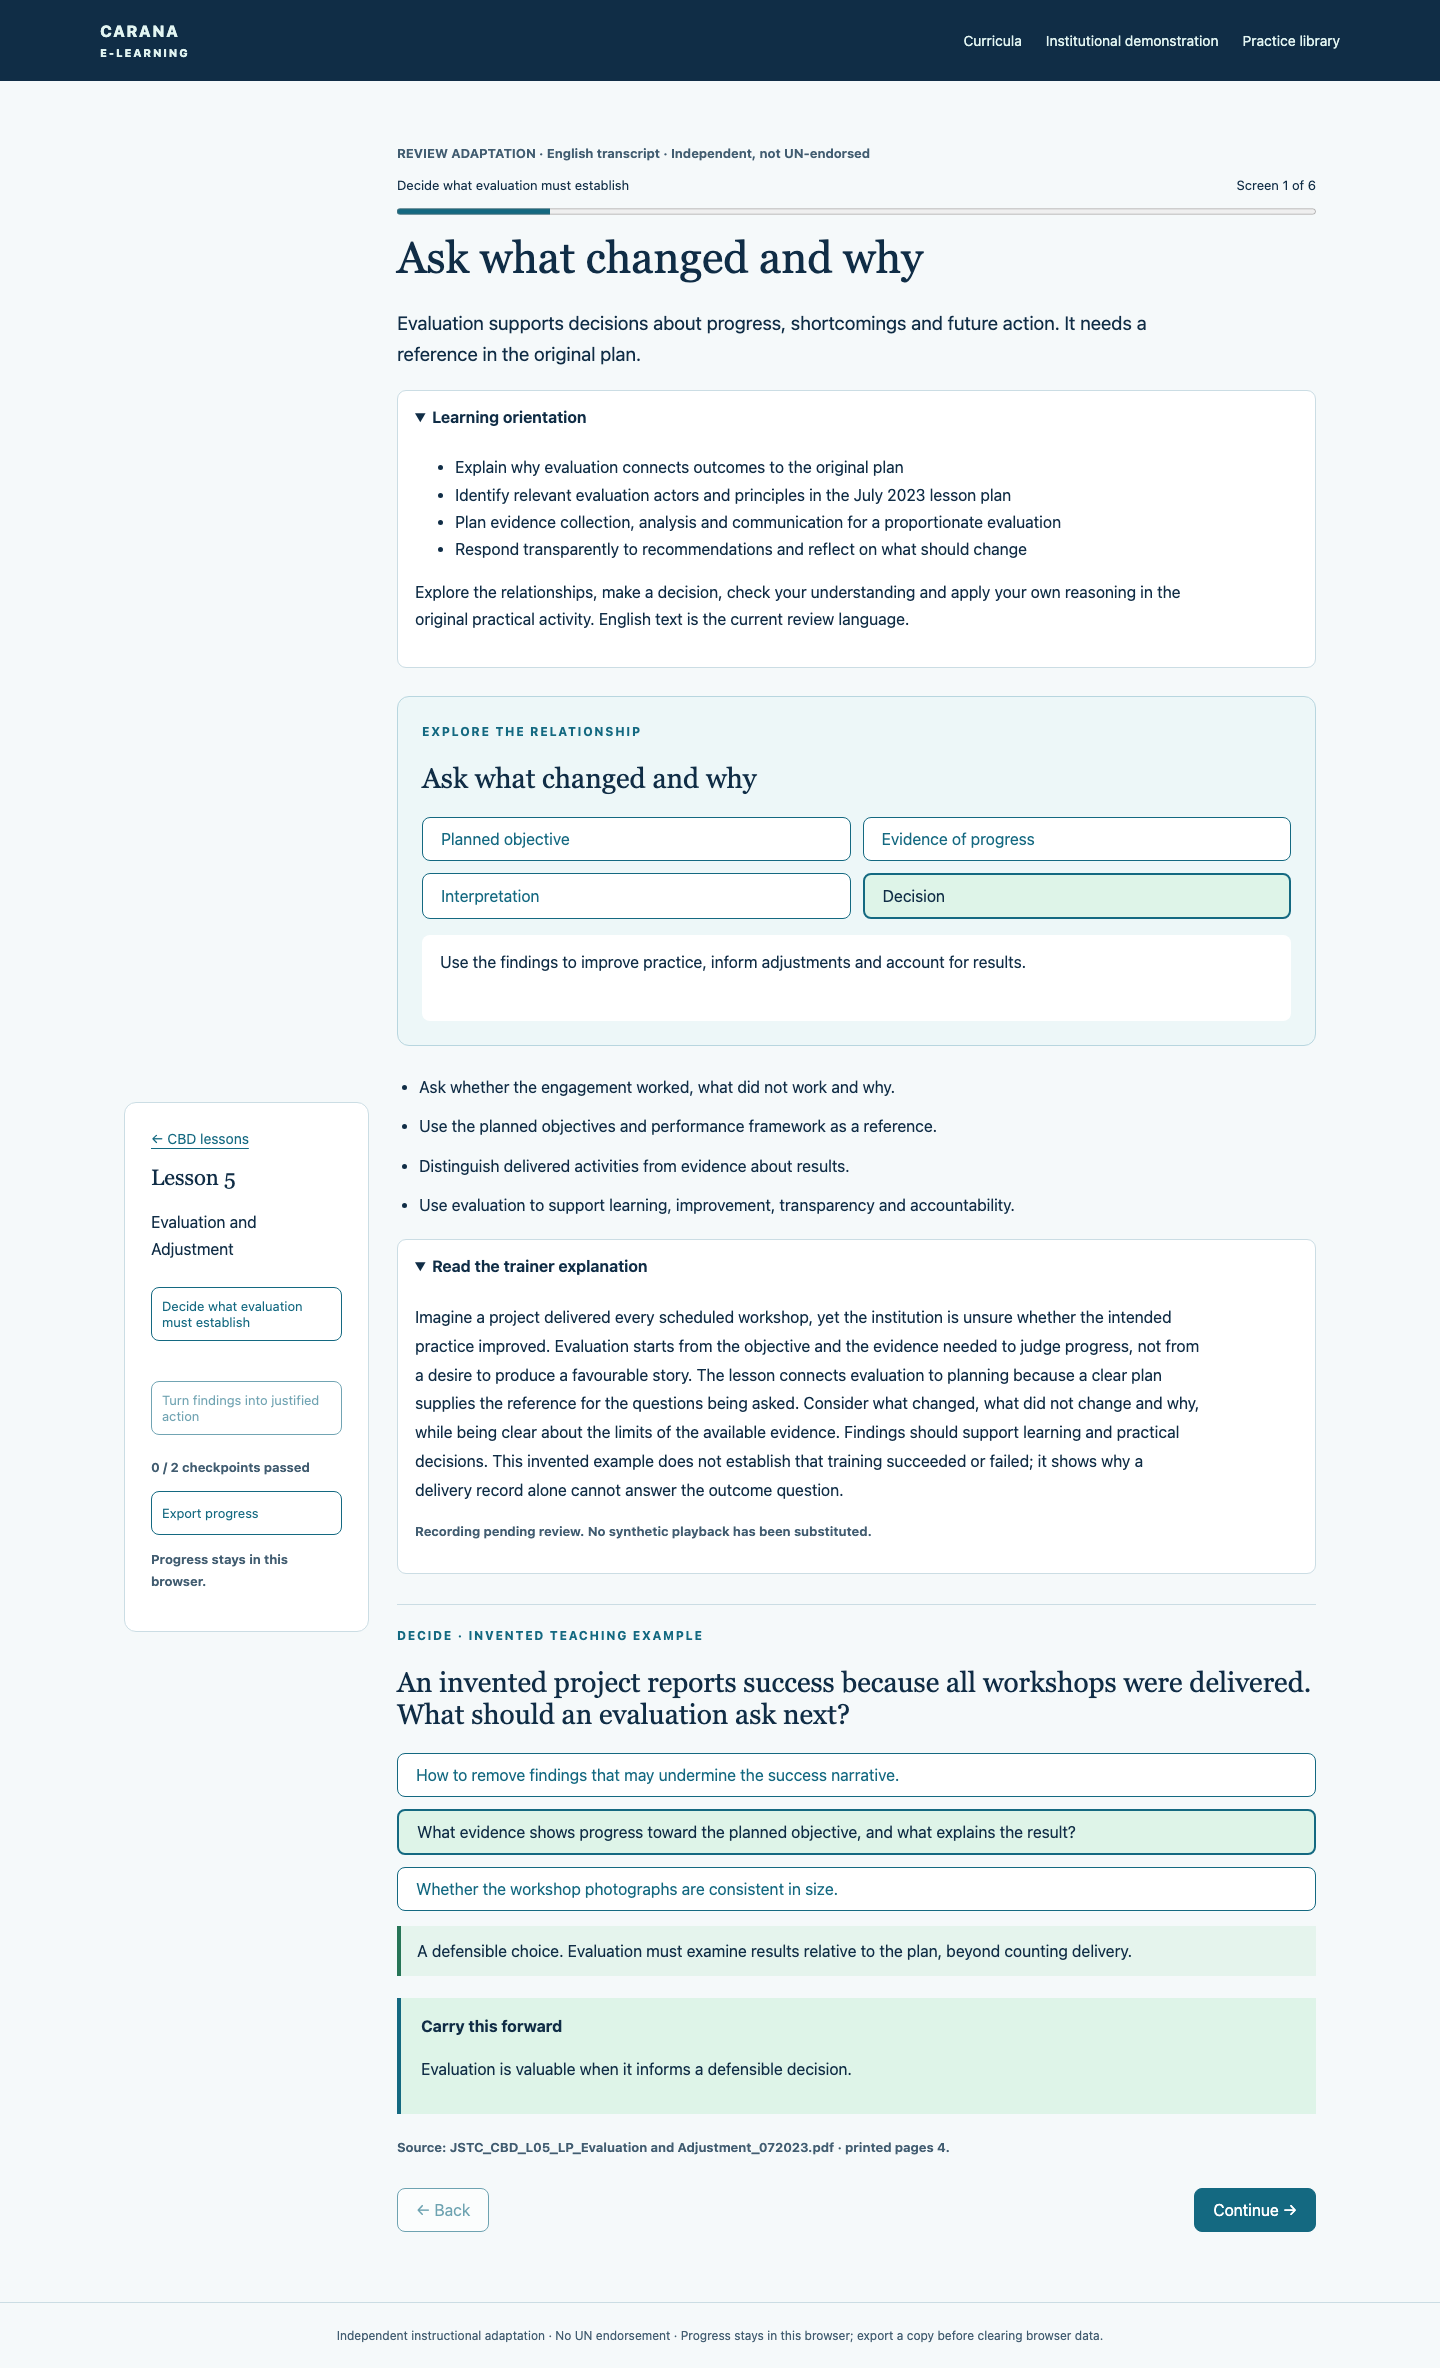 CARANA
E-LEARNING
Curricula
Institutional demonstration
Practice library
REVIEW ADAPTATION · English transcript · Independent, not UN-endorsed
Decide what evaluation must establish
Screen 1 of 6
Ask what changed and why
Evaluation supports decisions about progress, shortcomings and future action. It needs a
reference in the original plan.
▼ Learning orientation
• Explain why evaluation connects outcomes to the original plan
• Identify relevant evaluation actors and principles in the July 2023 lesson plan
• Plan evidence collection, analysis and communication for a proportionate evaluation
• Respond transparently to recommendations and reflect on what should change
Explore the relationships, make a decision, check your understanding and apply your own reasoning in the
original practical activity. English text is the current review language.
EXPLORE THE RELATIONSHIP
Ask what changed and why
Planned objective
Evidence of progress
Interpretation
Decision
Use the findings to improve practice, inform adjustments and account for results.
• Ask whether the engagement worked, what did not work and why.
• Use the planned objectives and performance framework as a reference.
• Distinguish delivered activities from evidence about results.
• Use evaluation to support learning, improvement, transparency and accountability.
← CBD lessons
Lesson 5
Evaluation and
Adjustment
Decide what evaluation
must establish
Turn findings into justified
action
0 / 2 checkpoints passed
Export progress
Progress stays in this
browser.
▼ Read the trainer explanation
Imagine a project delivered every scheduled workshop, yet the institution is unsure whether the intended
practice improved. Evaluation starts from the objective and the evidence needed to judge progress, not from
a desire to produce a favourable story. The lesson connects evaluation to planning because a clear plan
supplies the reference for the questions being asked. Consider what changed, what did not change and why,
while being clear about the limits of the available evidence. Findings should support learning and practical
decisions. This invented example does not establish that training succeeded or failed; it shows why a
delivery record alone cannot answer the outcome question.
Recording pending review. No synthetic playback has been substituted.
DECIDE · INVENTED TEACHING EXAMPLE
An invented project reports success because all workshops were delivered.
What should an evaluation ask next?
How to remove findings that may undermine the success narrative.
What evidence shows progress toward the planned objective, and what explains the result?
Whether the workshop photographs are consistent in size.
A defensible choice. Evaluation must examine results relative to the plan, beyond counting delivery.
Carry this forward
Evaluation is valuable when it informs a defensible decision.
Source: JSTC_CBD_L05_LP_Evaluation and Adjustment_072023.pdf · printed pages 4.
← Back
Continue →
Independent instructional adaptation · No UN endorsement · Progress stays in this browser; export a copy before clearing browser data.